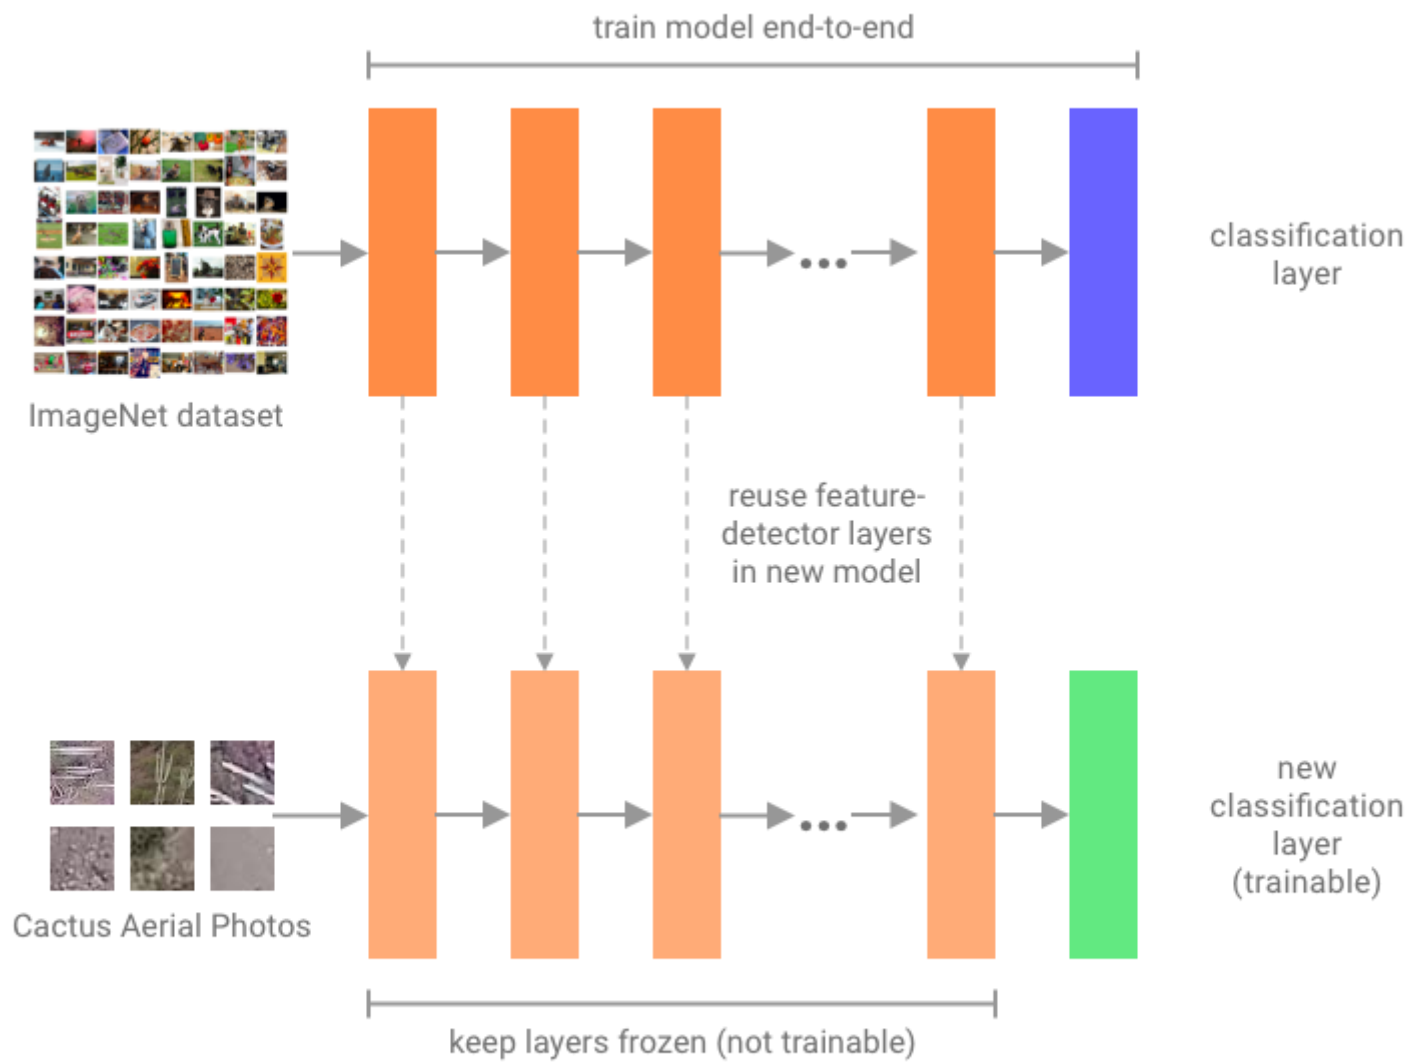 train model end-to-end
classification
layer
ImageNet dataset
reuse feature-
detector layers
in new model
new
classification
layer
(trainable)
Cactus Aerial Photos
keep layers frozen (not trainable)